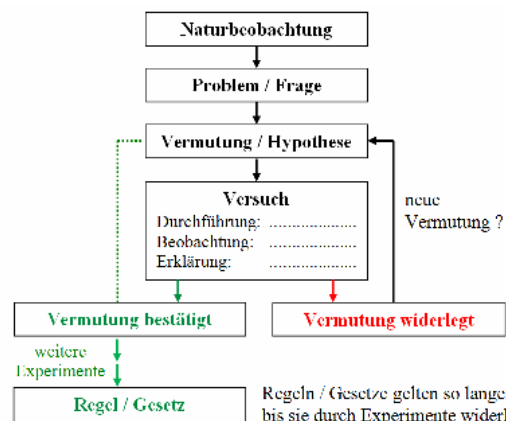 Naturbeobachtung
Problem / Frage
Vermutung / Hypothese
Versuch
Durchführung: ....................
Beobachtung: ....................
Erklärung: ....................
neue
Vermutung ?
Vermutung bestätigt
Vermutung widerlegt
weitere
Experimente
Regel / Gesetz
Regeln / Gesetze gelten so lange
bis sie durch Experimente